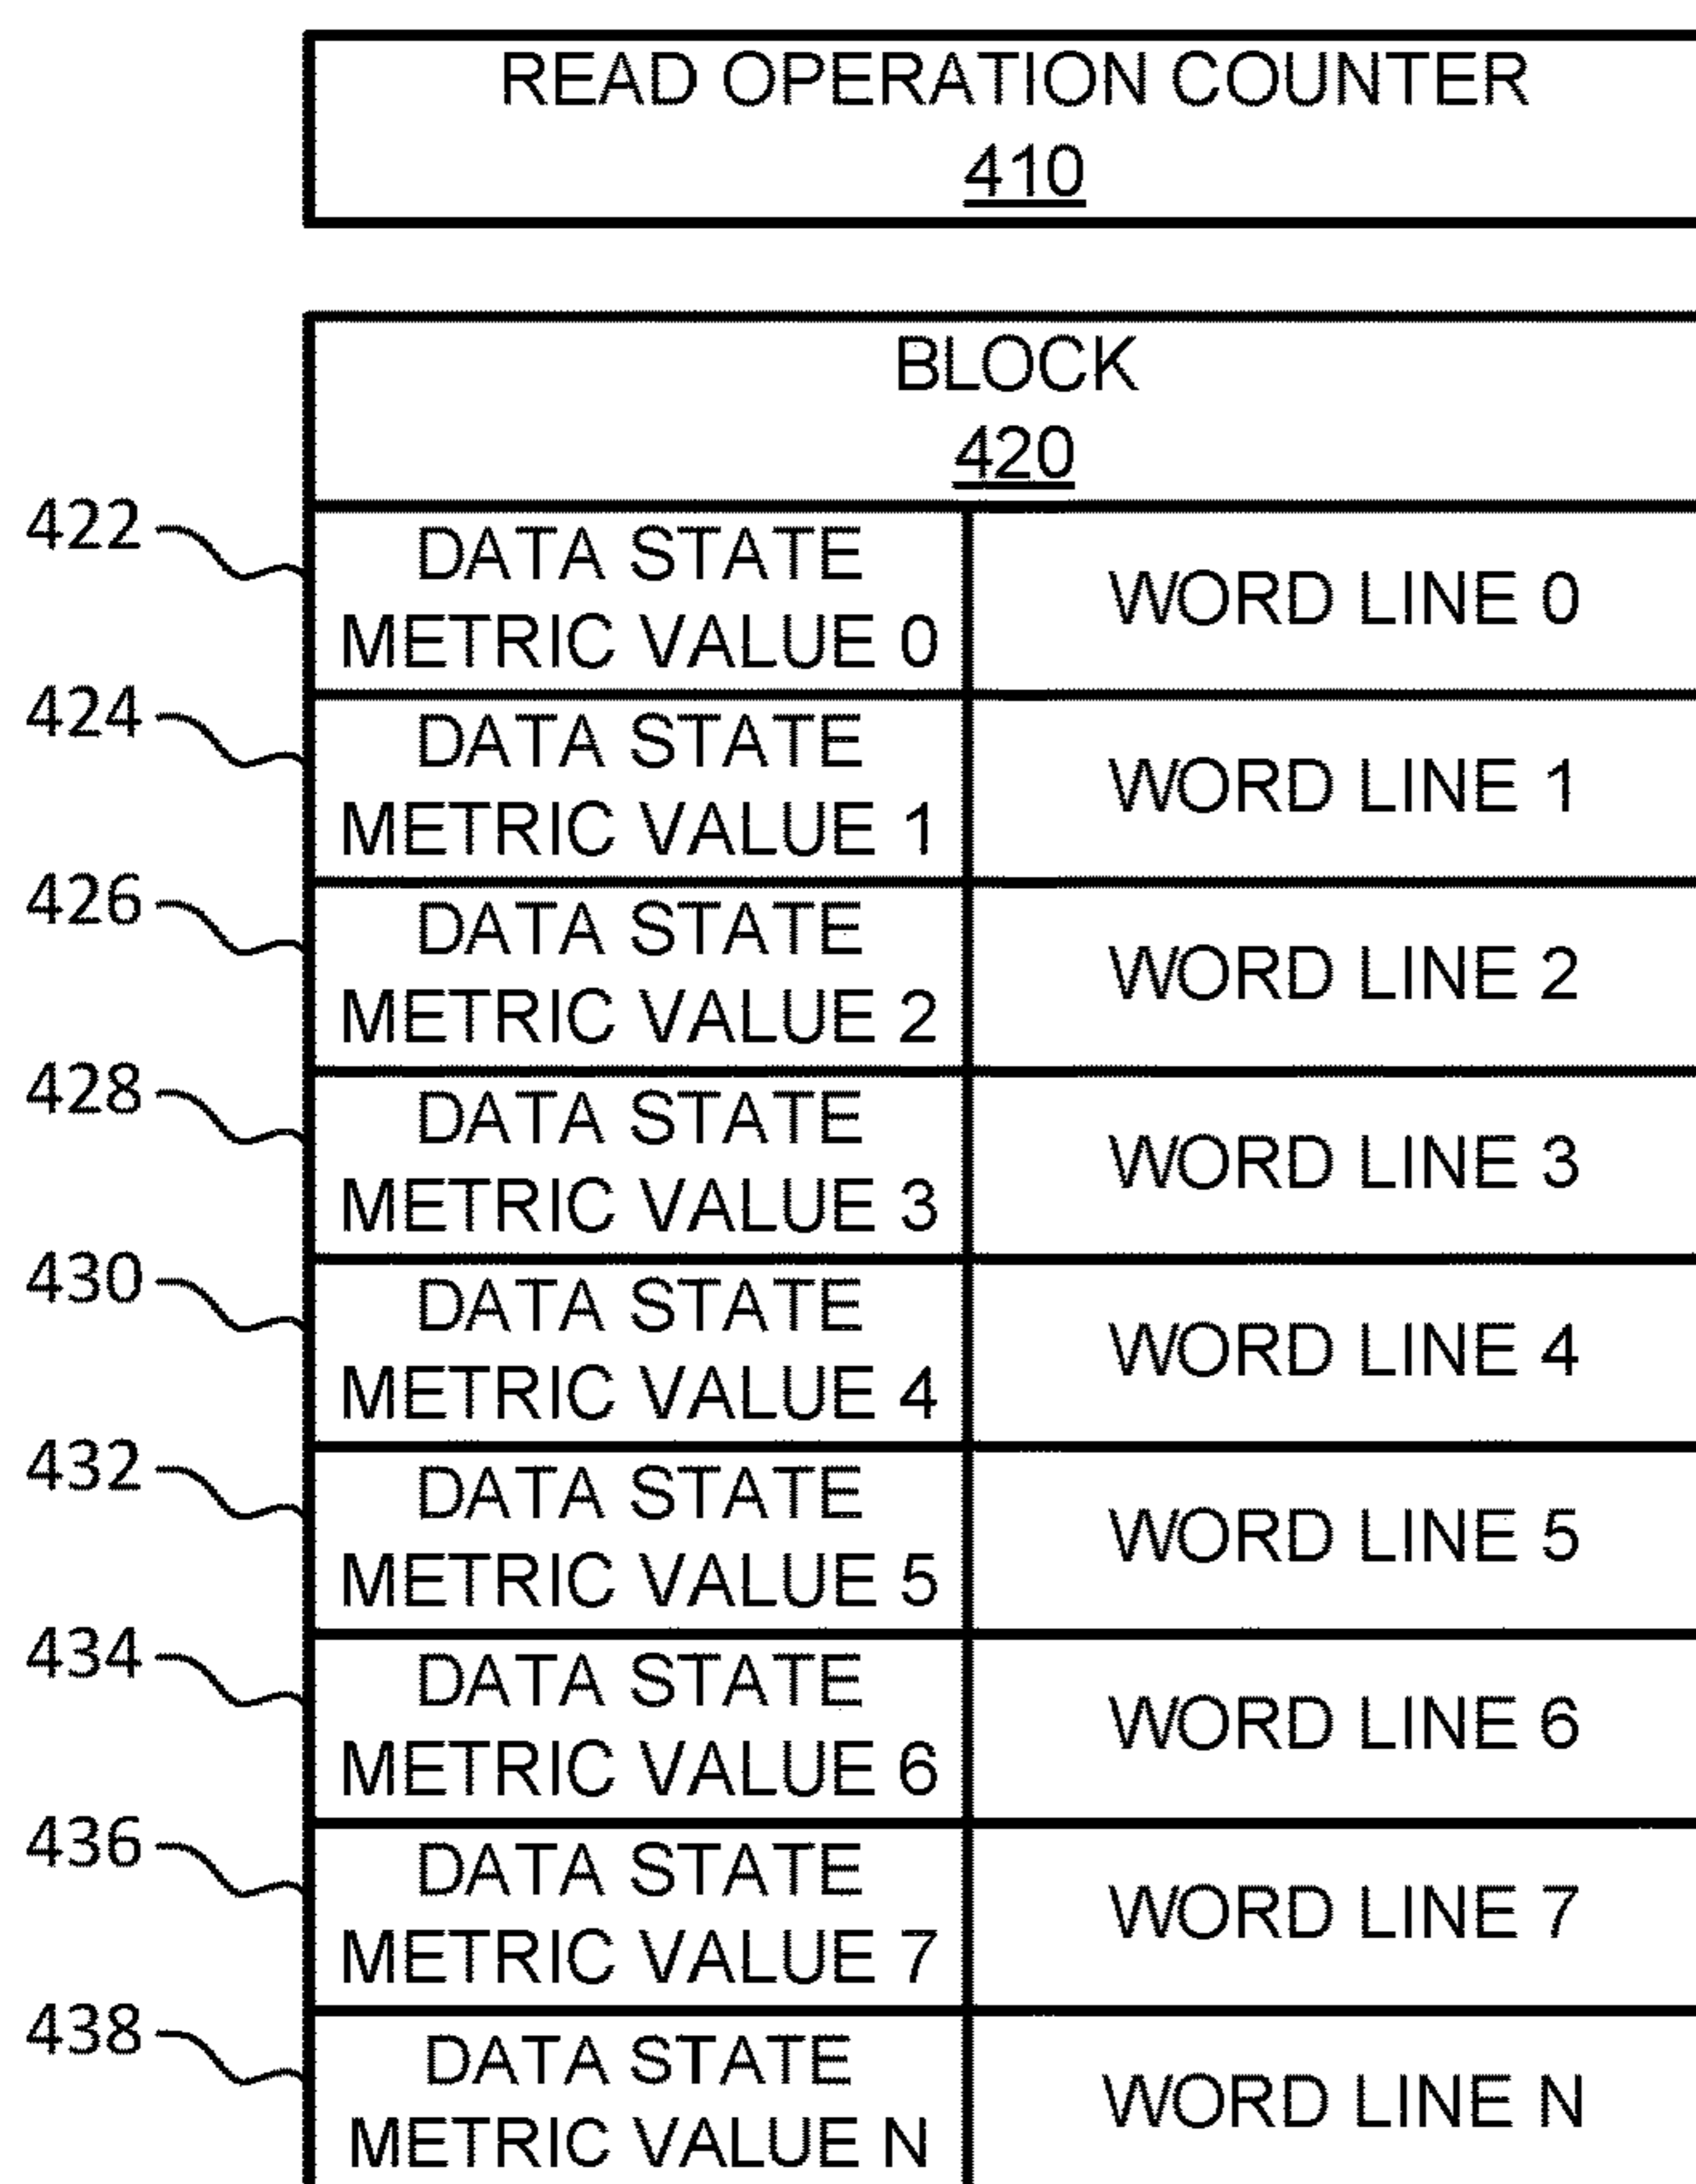 READ OPERATION COUNTER
410
BLOCK
420
422
DATA STATE
METRIC VALUE 0
WORD LINE 0
424
DATA STATE
METRIC VALUE 1
WORD LINE 1
426
DATA STATE
METRIC VALUE 2
WORD LINE 2
428
DATA STATE
METRIC VALUE 3
WORD LINE 3
430
DATA STATE
METRIC VALUE 4
WORD LINE 4
432
DATA STATE
METRIC VALUE 5
WORD LINE 5
434
DATA STATE
METRIC VALUE 6
WORD LINE 6
436
DATA STATE
METRIC VALUE 7
WORD LINE 7
438
DATA STATE
METRIC VALUE N
WORD LINE N